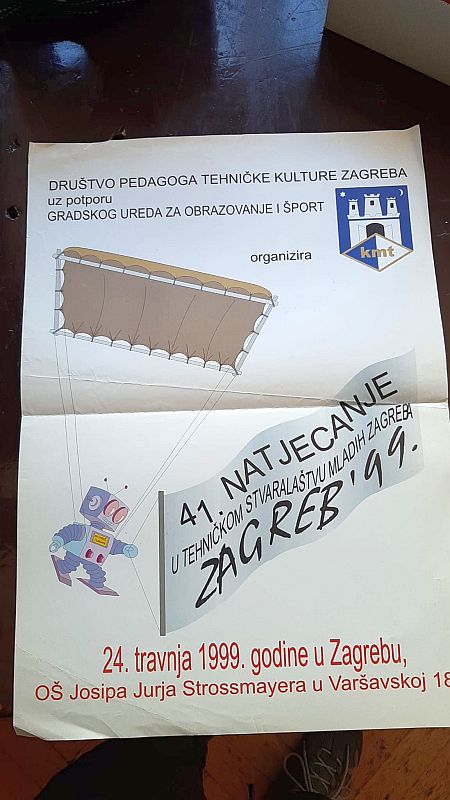 DRUŠTVO PEDAGOGA TEHNIČKE KULTURE ZAGREBA
uz potporu
GRADSKOG UREDA ZA OBRAZOVANJE I ŠPORT
organizira
kmt
41. NATJECANJE
U TEHNIČKOM STVARALAŠTVU MLADIH ZAGREBA
ZAGREB '99.
24. travnja 1999. godine u Zagrebu,
OŠ Josipa Jurja Strossmayera u Varšavskoj 18